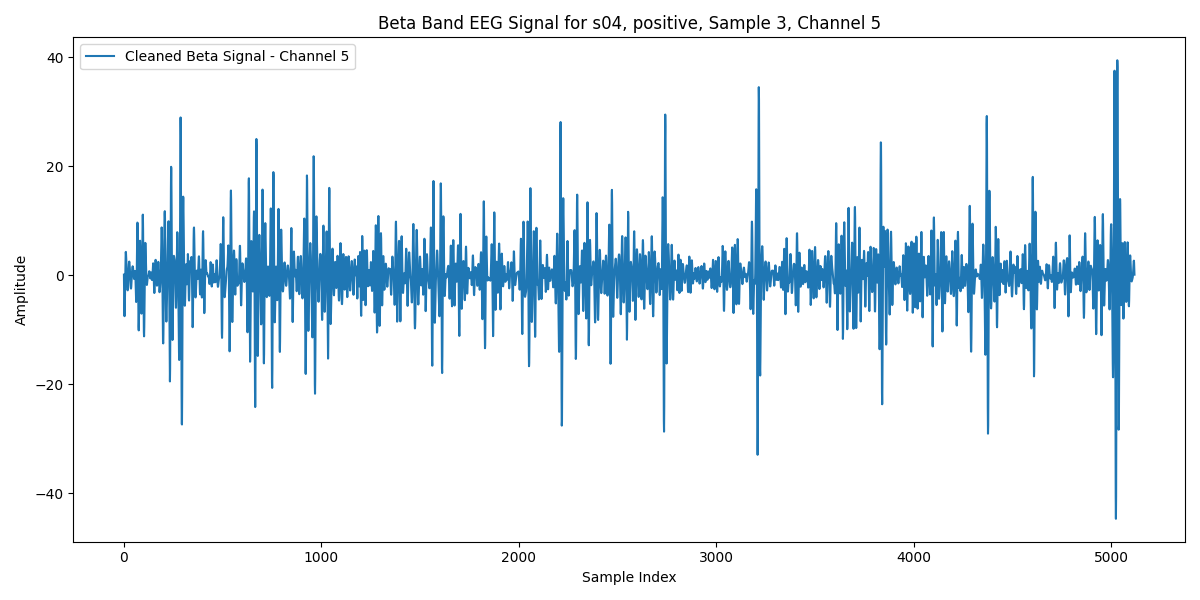 Beta Band EEG Signal for s04, positive, Sample 3, Channel 5
Cleaned Beta Signal - Channel 5
Amplitude
40
20
0
−20
−40
0 1000 2000 3000 4000 5000
Sample Index